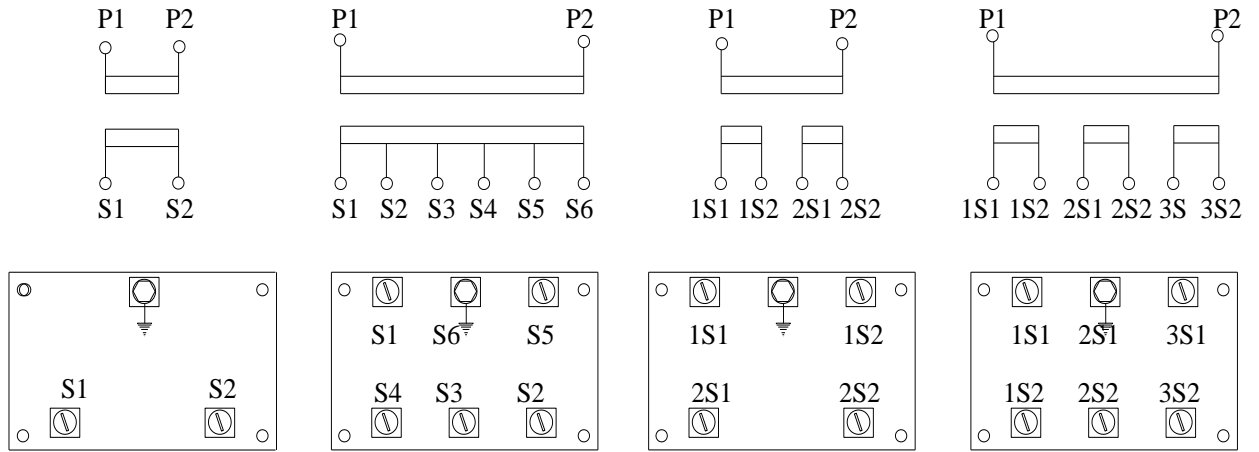 P1 P2 P1 P2 P1 P2 P1 P2
S1 S2 S1 S2 S3 S4 S5 S6 1S1 1S2 2S1 2S2 1S1 1S2 2S1 2S2 3S 3S2
S1 S6 S5 1S1 1S2 1S1 2S1 3S1
S1 S2 S4 S3 S2 2S1 2S2 1S2 2S2 3S2